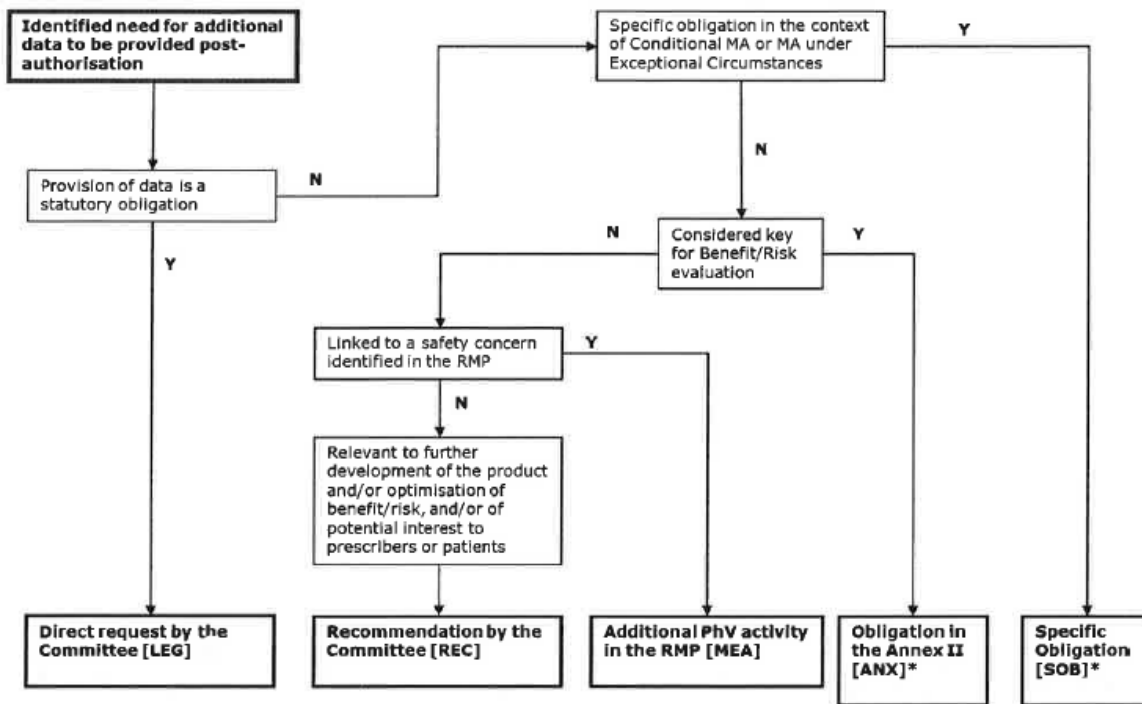 Identified need for additional
data to be provided post-
authorisation
Specific obligation in the context
of Conditional MA or MA under
Exceptional Circumstances
Y
N
Provision of data is a
statutory obligation
N
N
Considered key
for Benefit/Risk
evaluation
Y
Y
Linked to a safety concern
identified in the RMP
Y
N
Relevant to further
development of the product
and/or optimisation of
benefit/risk, and/or of
potential interest to
prescribers or patients
Direct request by the
Committee [LEG]
Recommendation by the
Committee [REC]
Additional PhV activity
in the RMP [MEA]
Obligation in
the Annex II
[ANX]*
Specific
Obligation
[SOB]*